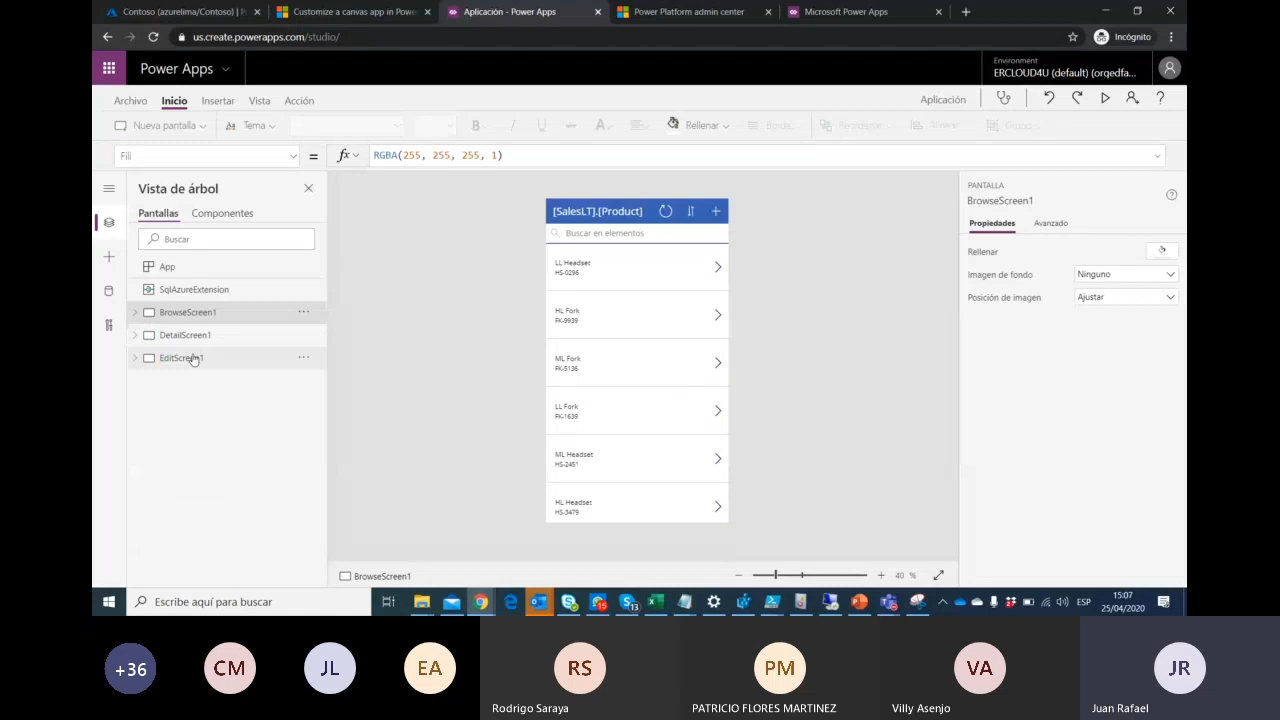 Contoso (azurelima/Contoso) | P
Customize a canvas app in Power
Aplicación - Power Apps
Power Platform admin center
Microsoft Power Apps
us.create.powerapps.com/studio/
Incógnito
Power Apps
Environment
ERCLOUD4U (default) (orgedfa...
Archivo Inicio Insertar Vista Acción
Aplicación
Nueva pantalla Tema B Rellenar
Fill = fx RGBA(255, 255, 255, 1)
Vista de árbol
Pantallas Componentes
Buscar
App
SqlAzureExtension
BrowseScreen1
DetailScreen1
EditScreen1
[SalesLT].[Product]
Buscar en elementos
LL Headset
HS-0296
HL Fork
FK-9939
ML Fork
FK-5136
LL Fork
FK-1639
ML Headset
HS-2451
HL Headset
HS-3479
PANTALLA
BrowseScreen1
Propiedades Avanzado
Rellenar
Imagen de fondo Ninguno
Posición de imagen Ajustar
BrowseScreen1
40 %
Escribe aquí para buscar
15
13
ESP
15:07
25/04/2020
+36 CM JL EA RS PM VA JR
Rodrigo Saraya PATRICIO FLORES MARTINEZ Villy Asenjo Juan Rafael